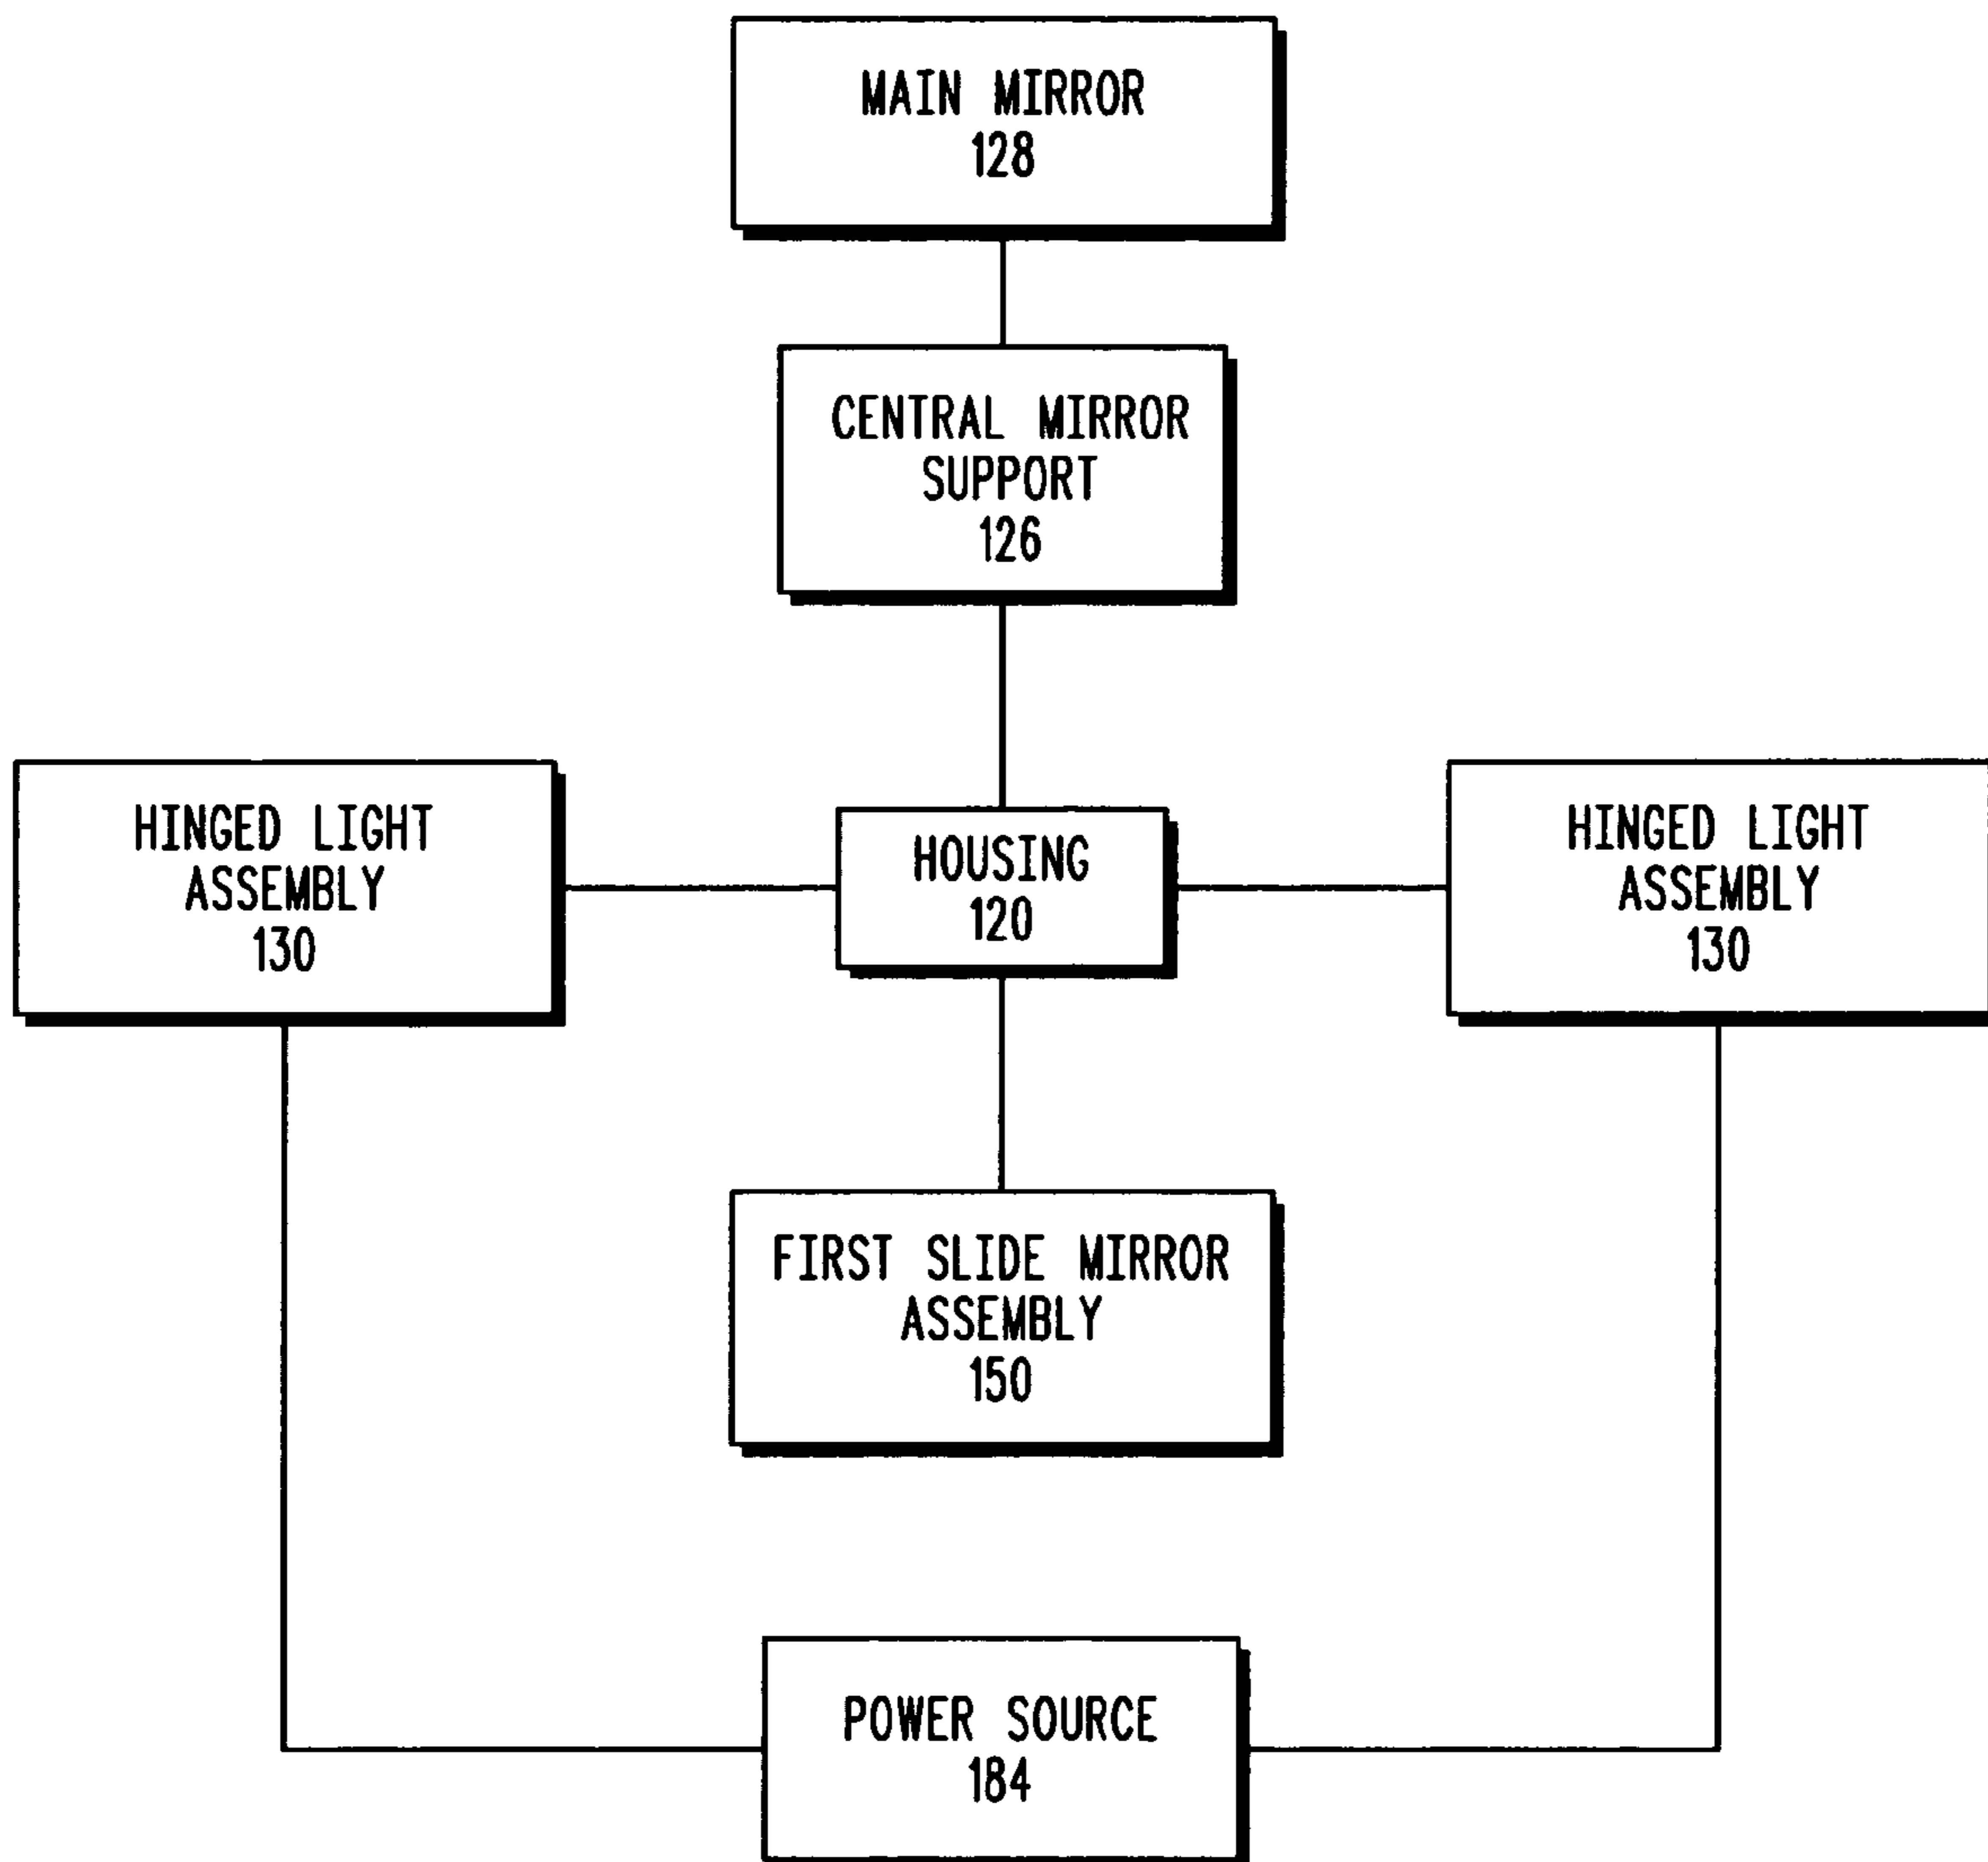 MAIN MIRROR
128
CENTRAL MIRROR
SUPPORT
126
HINGED LIGHT
ASSEMBLY
130
HOUSING
120
HINGED LIGHT
ASSEMBLY
130
FIRST SLIDE MIRROR
ASSEMBLY
150
POWER SOURCE
184